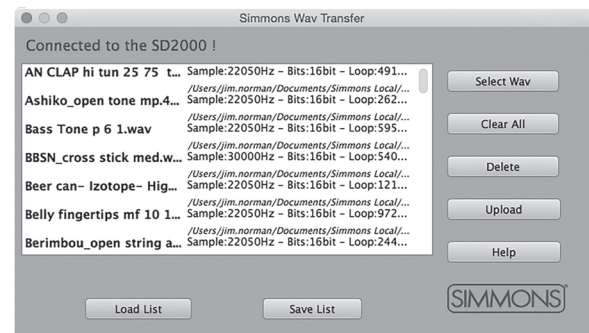 Simmons Wav Transfer
Connected to the SD2000 !
AN CLAP hi tun 25 75 t... Sample:22050Hz – Bits:16bit – Loop:491...
/Users/jim.norman/Documents/Simmons Local/...
Ashiko_open tone mp.4... Sample:22050Hz – Bits:16bit – Loop:262...
/Users/jim.norman/Documents/Simmons Local/...
Bass Tone p 6 1.wav Sample:22050Hz – Bits:16bit – Loop:595...
/Users/jim.norman/Documents/Simmons Local/...
BBSN_cross stick med.w... Sample:30000Hz – Bits:16bit – Loop:540...
/Users/jim.norman/Documents/Simmons Local/...
Beer can– Izotope– Hig... Sample:22050Hz – Bits:16bit – Loop:121...
/Users/jim.norman/Documents/Simmons Local/...
Belly fingertips mf 10 1... Sample:22050Hz – Bits:16bit – Loop:972...
/Users/jim.norman/Documents/Simmons Local/...
Berimbou_open string a... Sample:22050Hz – Bits:16bit – Loop:244...
Select Wav
Clear All
Delete
Upload
Help
Load List
Save List
SIMMONS